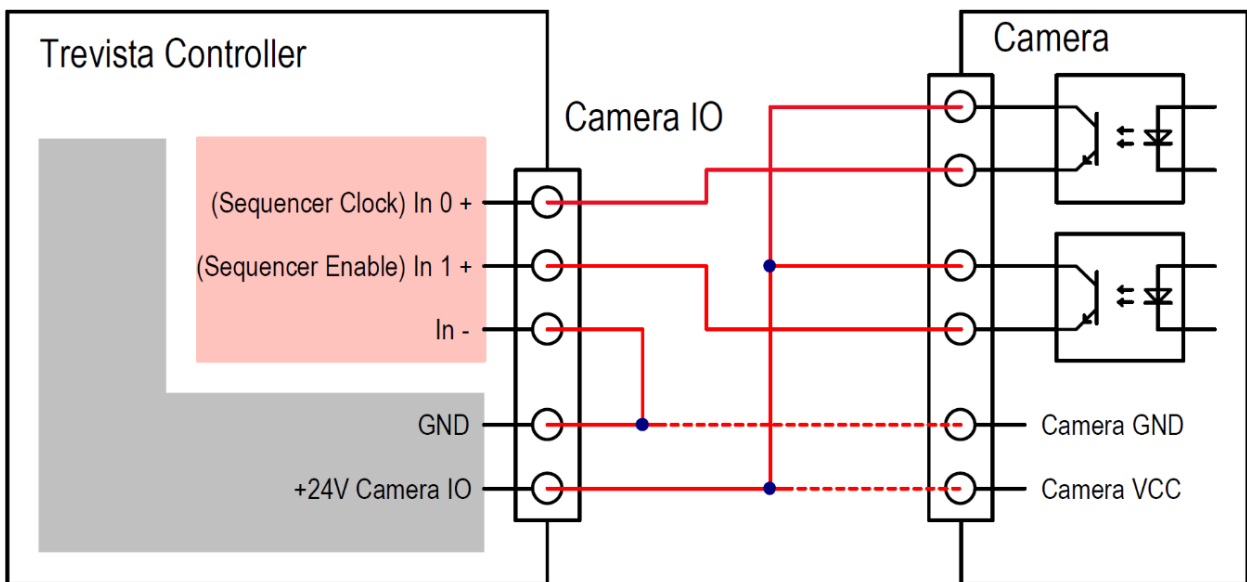 Trevista Controller
Camera IO
Camera
(Sequencer Clock) In 0 +
(Sequencer Enable) In 1 +
In -
GND
+24V Camera IO
Camera GND
Camera VCC